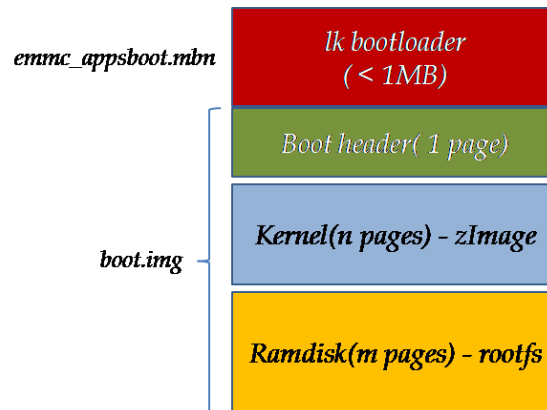 emmc_appsboot.mbn
lk bootloader
( < 1MB)
Boot header( 1 page)
boot.img
Kernel(n pages) - zImage
Ramdisk(m pages) - rootfs